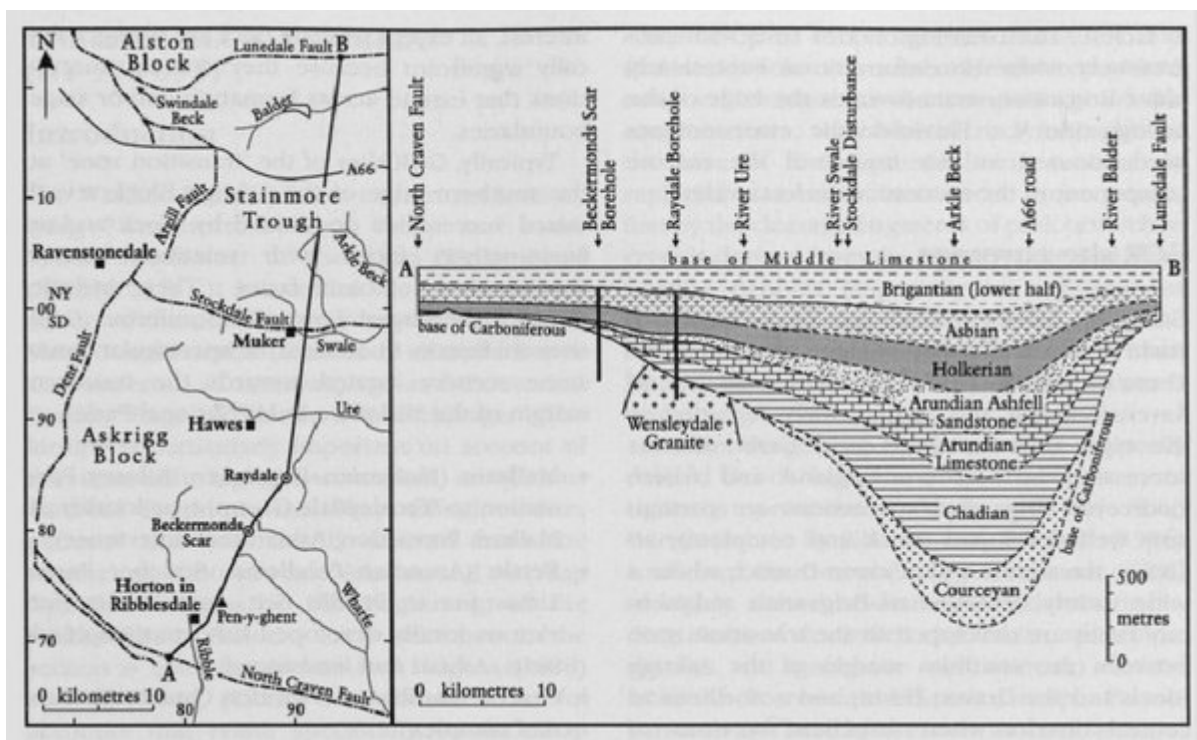 N
Alston
Block
Lunedale Fault
B
Swindale
Beck
Balder
A66
Stainmore
Trough
10
Argill Fault
Arkle Beck
Ravenstonedale
NY
00
SD
Stockdale Fault
Muker
Swale
Dent Fault
Ure
90
Hawes
Askrigg
Block
Raydale
80
Beckermonds
Scar
Horton in
Ribblesdale
Pen-y-ghent
Wharfe
70
A
Ribble
North Craven Fault
0 kilometres 10
80
90
North Craven Fault
Beckermonds Scar
Borehole
Raydale Borehole
River Ure
River Swale
Stockdale Disturbance
Arkle Beck
A66 road
River Balder
Lunedale Fault
A
B
base of Middle Limestone
Brigantian (lower half)
Asbian
base of Carboniferous
Holkerian
Arundian Ashfell
Sandstone
Arundian
Limestone
Wensleydale
Granite
Chadian
base of Carboniferous
Courceyan
500
metres
0
0 kilometres 10